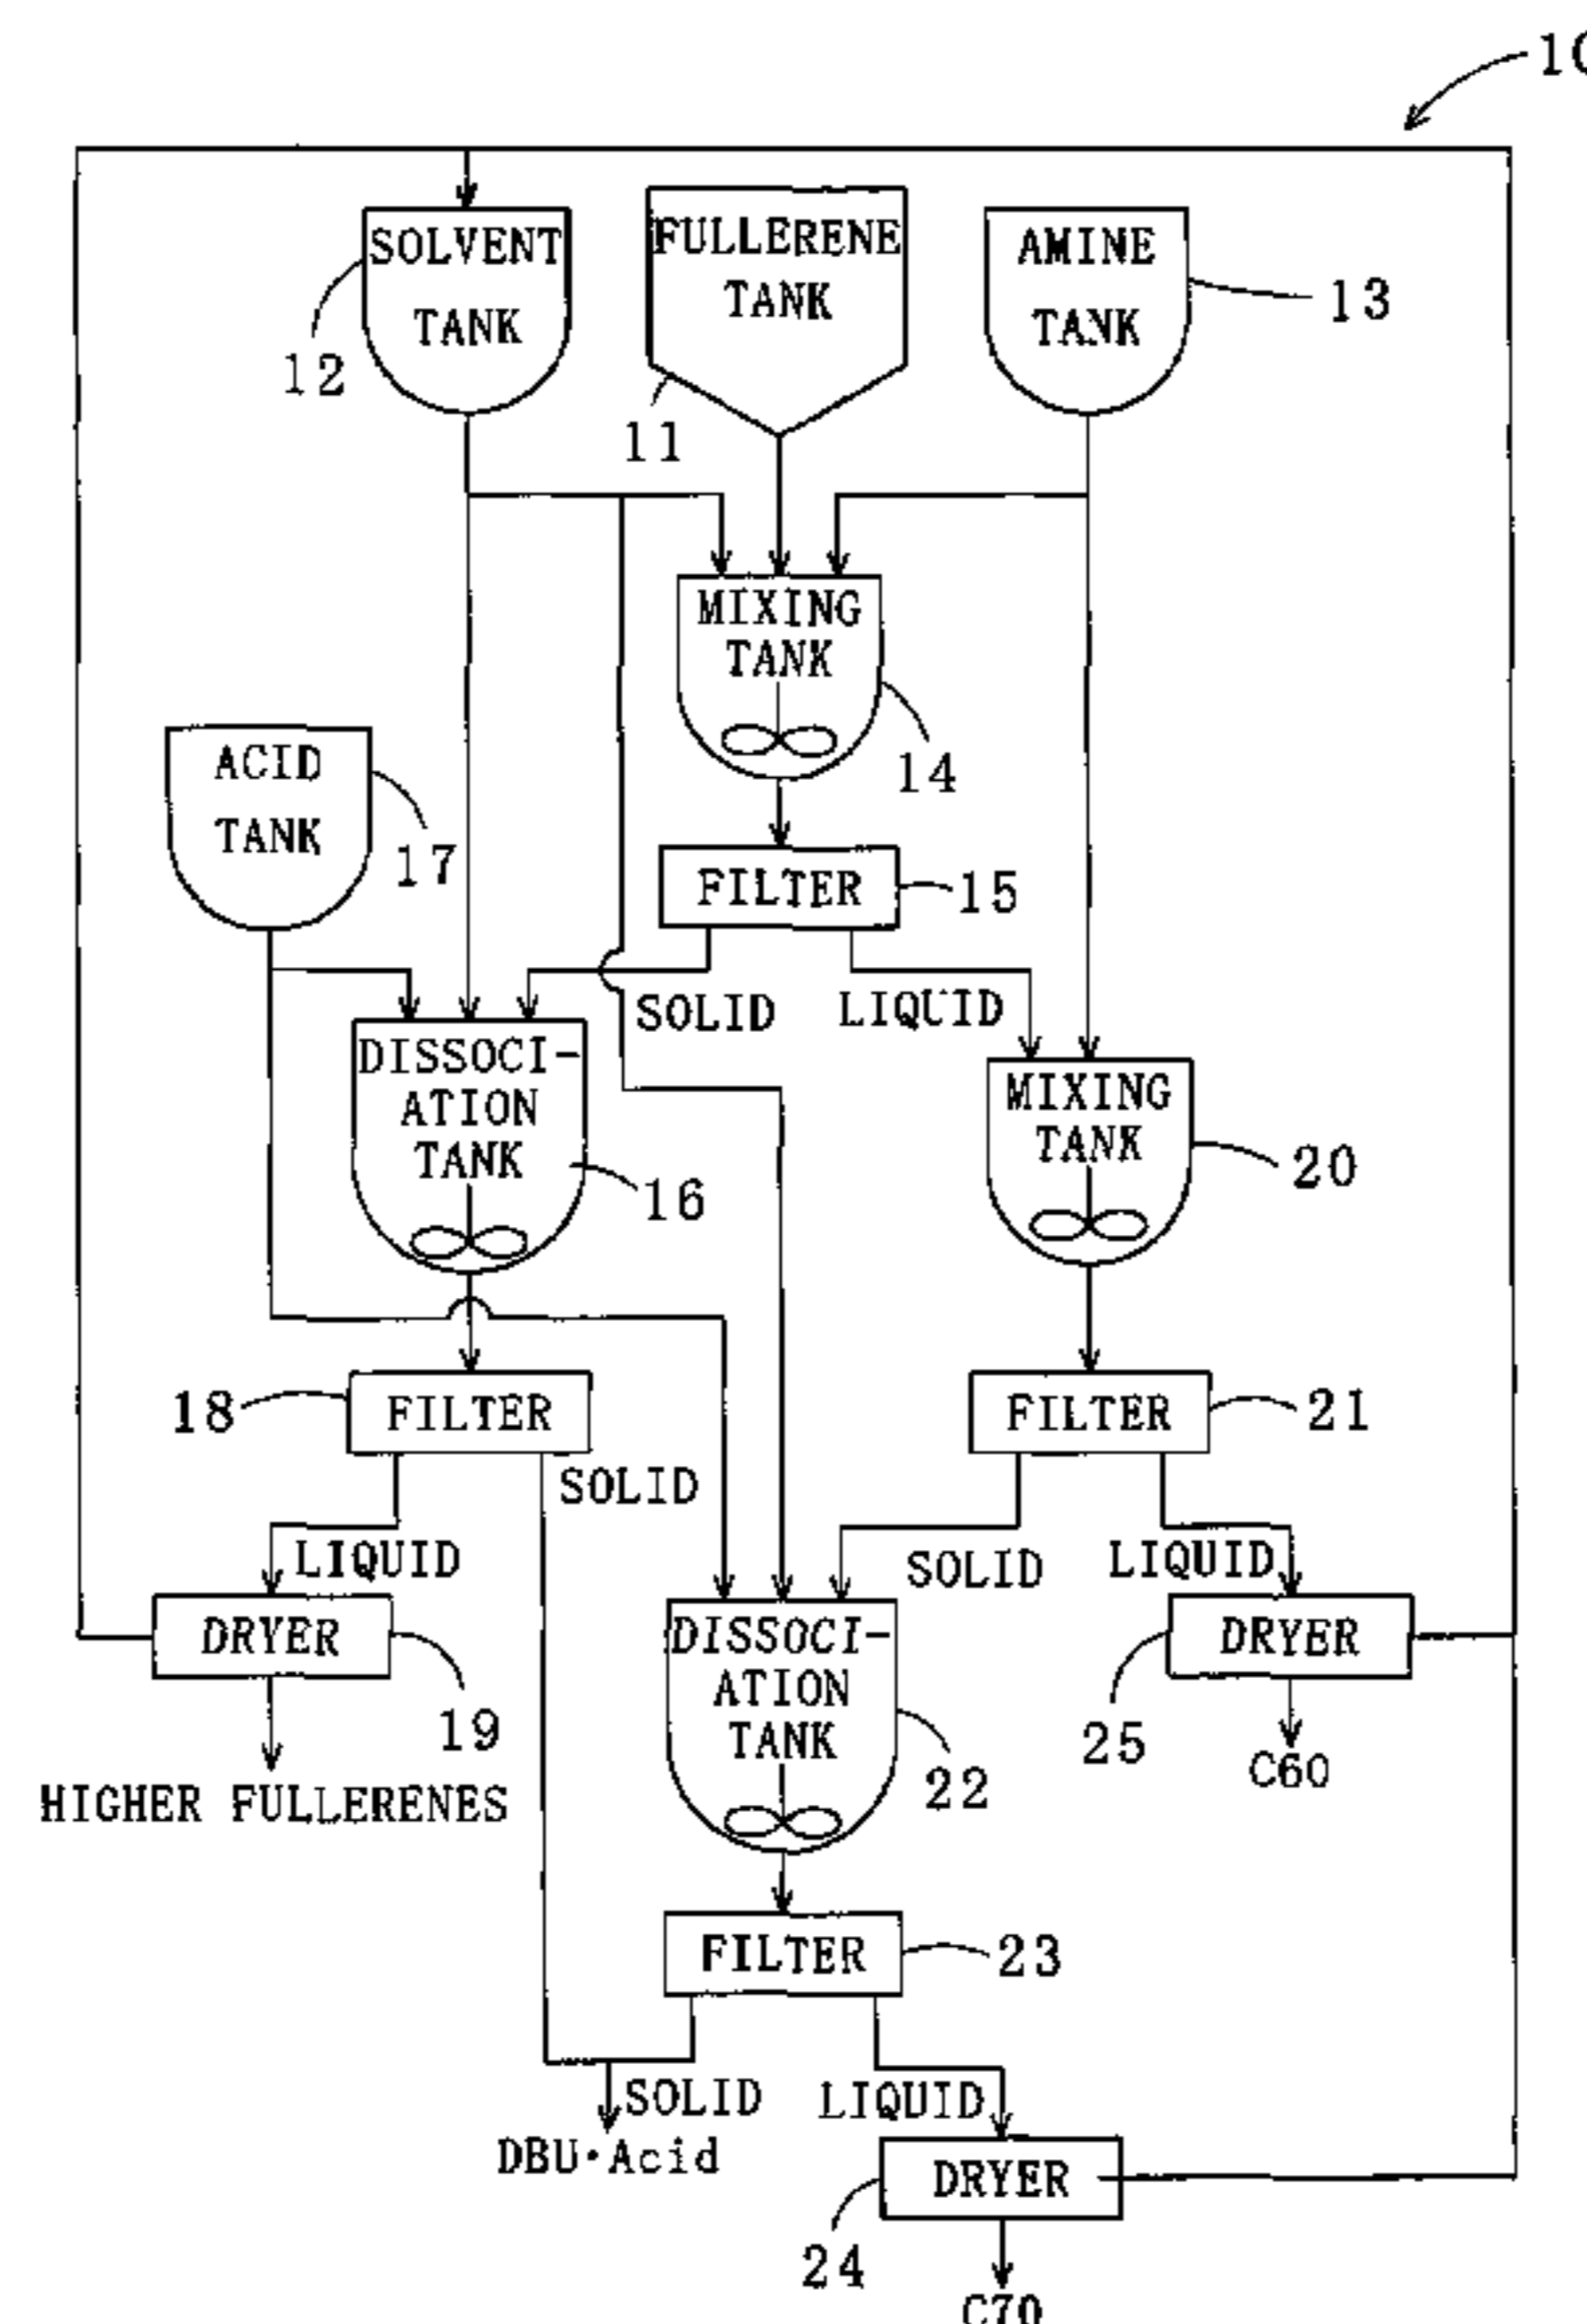 10
SOLVENT
TANK
12
FULLERENE
TANK
11
AMINE
TANK
13
MIXING
TANK
14
ACID
TANK
17
FILTER
15
SOLID
LIQUID
DISSOCI-
ATION
TANK
16
MIXING
TANK
20
18
FILTER
SOLID
LIQUID
FILTER
21
SOLID
LIQUID
DRYER
19
HIGHER FULLERENES
DISSOCI-
ATION
TANK
22
DRYER
25
C60
FILTER
23
SOLID
LIQUID
DBU·Acid
DRYER
24
C70